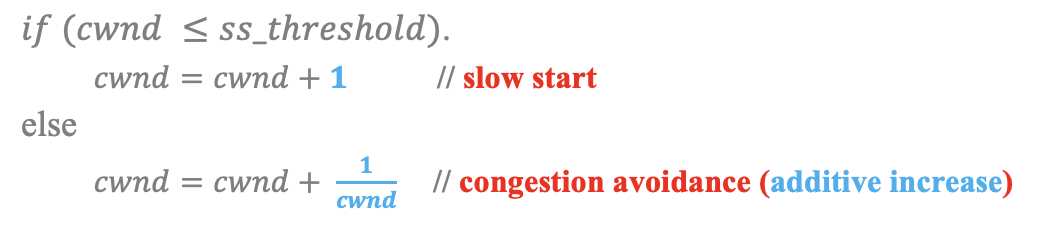 if (cwnd ≤ ss_threshold).
cwnd = cwnd + 1 // slow start
else
cwnd = cwnd + 1/cwnd // congestion avoidance (additive increase)